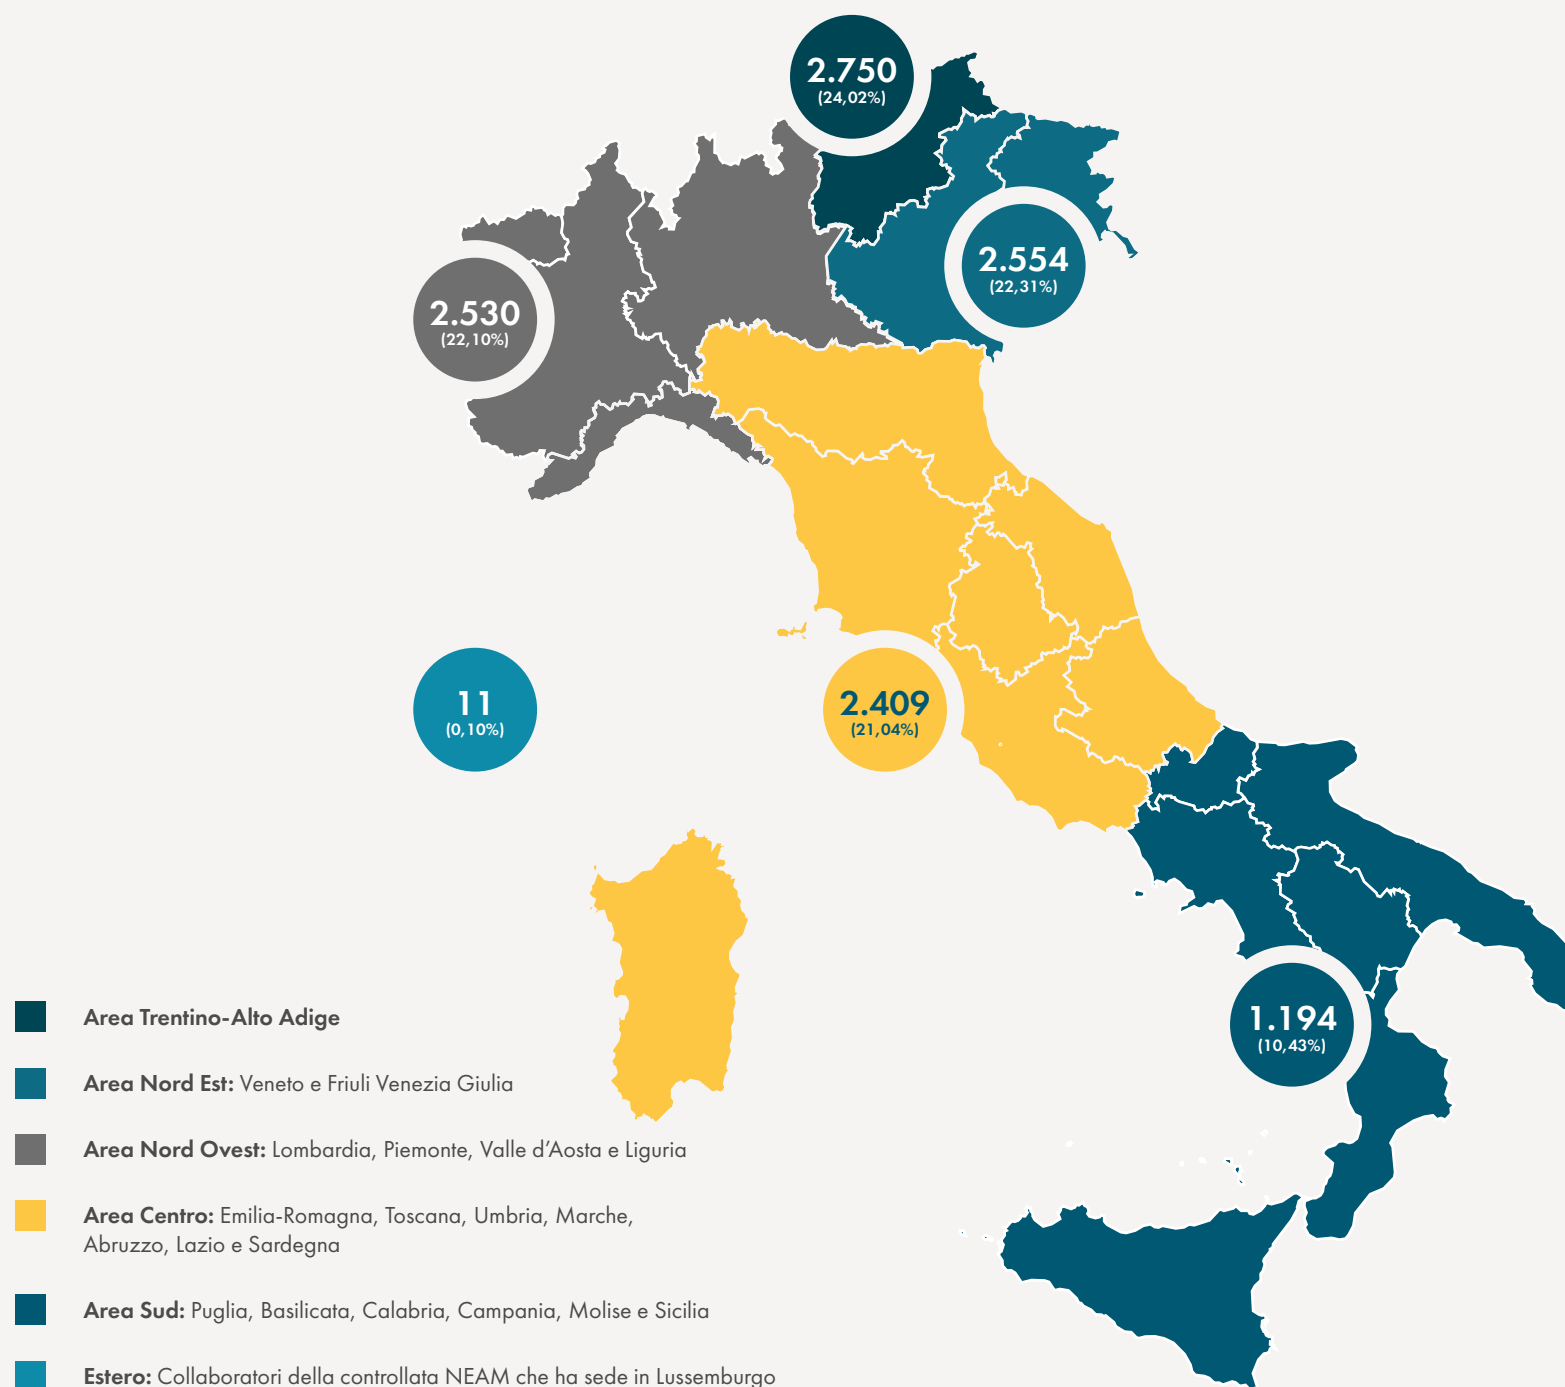 2.750
(24,02%)
2.554
(22,31%)
2.530
(22,10%)
11
(0,10%)
2.409
(21,04%)
1.194
(10,43%)
Area Trentino-Alto Adige
Area Nord Est: Veneto e Friuli Venezia Giulia
Area Nord Ovest: Lombardia, Piemonte, Valle d’Aosta e Liguria
Area Centro: Emilia-Romagna, Toscana, Umbria, Marche,
Abruzzo, Lazio e Sardegna
Area Sud: Puglia, Basilicata, Calabria, Campania, Molise e Sicilia
Estero: Collaboratori della controllata NEAM che ha sede in Lussemburgo